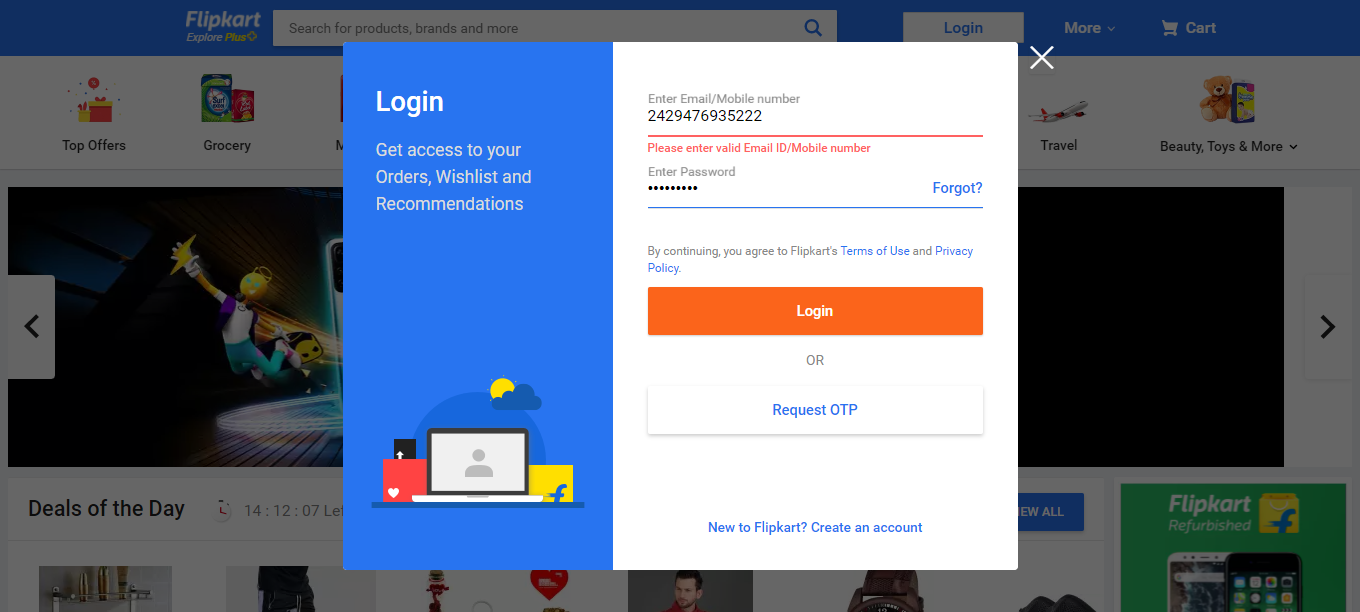 Flipkart
Explore Plus
Search for products, brands and more
Login
More
Cart
Top Offers
Grocery
M
Travel
Beauty, Toys & More
Login
Get access to your
Orders, Wishlist and
Recommendations
Enter Email/Mobile number
2429476935222
Please enter valid Email ID/Mobile number
Enter Password
•••••••••
Forgot?
By continuing, you agree to Flipkart's Terms of Use and Privacy
Policy.
Login
OR
Request OTP
New to Flipkart? Create an account
Deals of the Day
14 : 12 : 07 Lef
IEW ALL
Flipkart
Refurbished